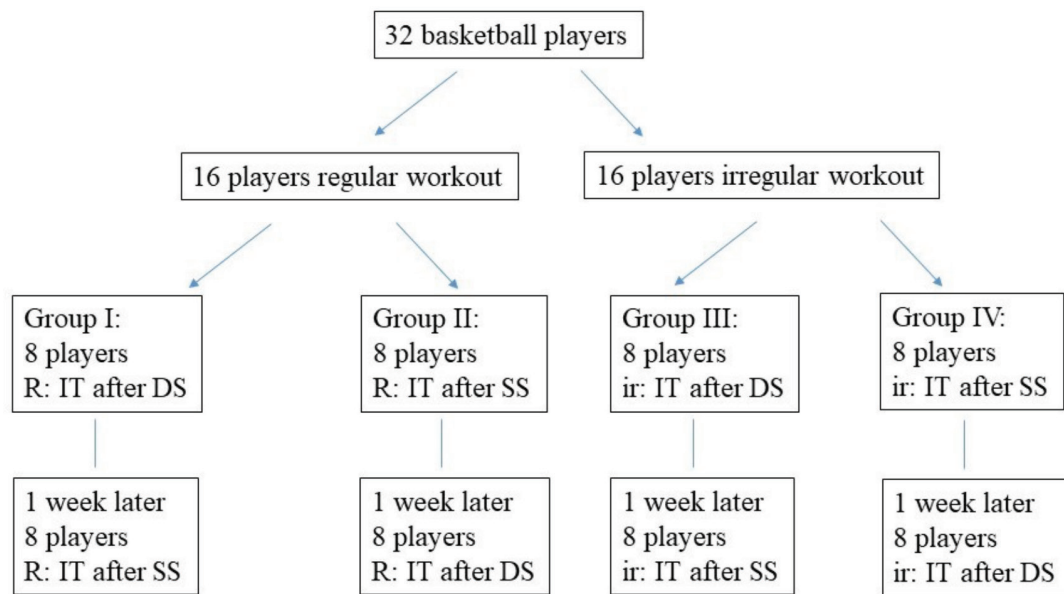 32 basketball players
16 players regular workout
16 players irregular workout
Group I:
8 players
R: IT after DS
Group II:
8 players
R: IT after SS
Group III:
8 players
ir: IT after DS
Group IV:
8 players
ir: IT after SS
1 week later
8 players
R: IT after SS
1 week later
8 players
R: IT after DS
1 week later
8 players
ir: IT after SS
1 week later
8 players
ir: IT after DS